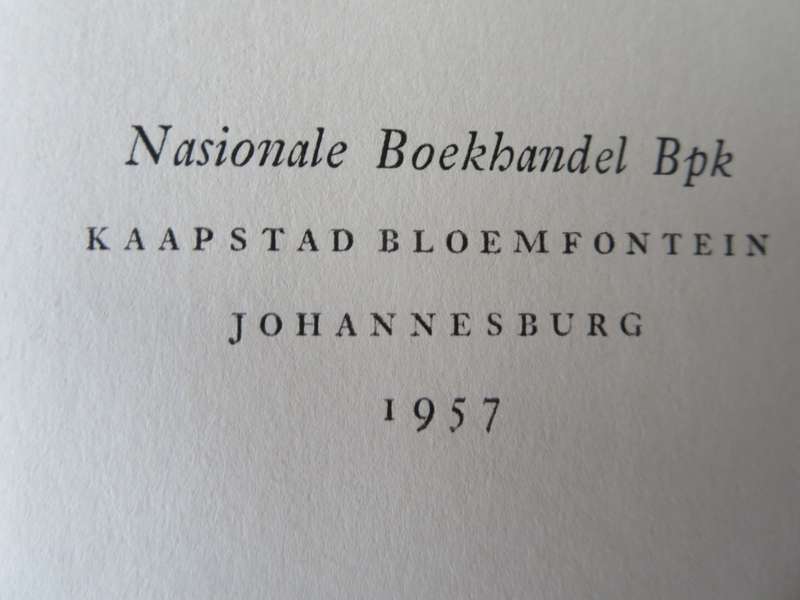 Nasionale Boekhandel Bpk
KAAPSTAD BLOEMFONTEIN
JOHANNESBURG
1957